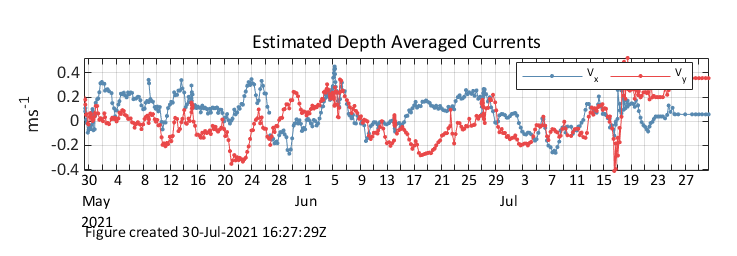 Estimated Depth Averaged Currents
Vx Vy
ms-1
0.4
0.2
0
-0.2
-0.4
30 4 8 12 16 20 24 28 1 5 9 13 17 21 25 29 3 7 11 15 19 23 27
May Jun Jul
2021
Figure created 30-Jul-2021 16:27:29Z